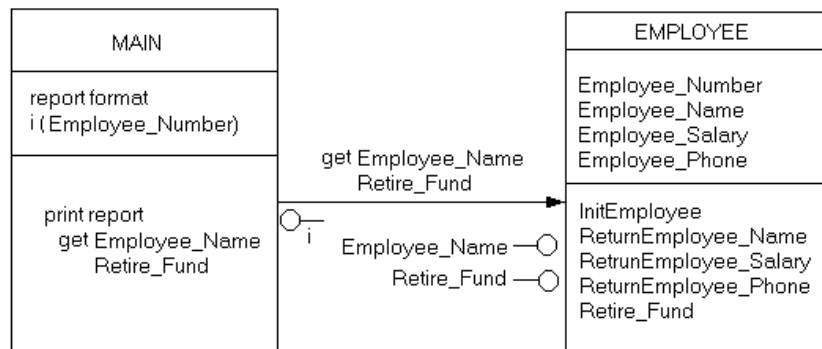 MAIN
report format
i (Employee_Number)
print report
get Employee_Name
Retire_Fund
get Employee_Name
Retire_Fund
i
Employee_Name
Retire_Fund
EMPLOYEE
Employee_Number
Employee_Name
Employee_Salary
Employee_Phone
InitEmployee
ReturnEmployee_Name
RetrunEmployee_Salary
ReturnEmployee_Phone
Retire_Fund